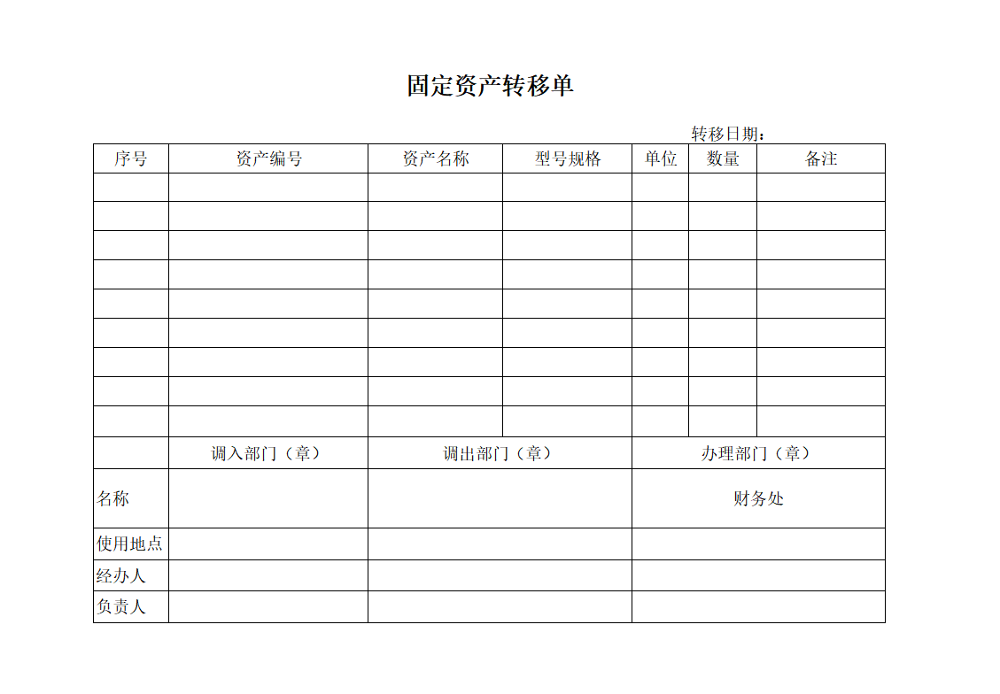 固定资产转移单
转移日期：
序号 资产编号 资产名称 型号规格 单位 数量 备注
调入部门（章） 调出部门（章） 办理部门（章）
名称 财务处
使用地点
经办人
负责人